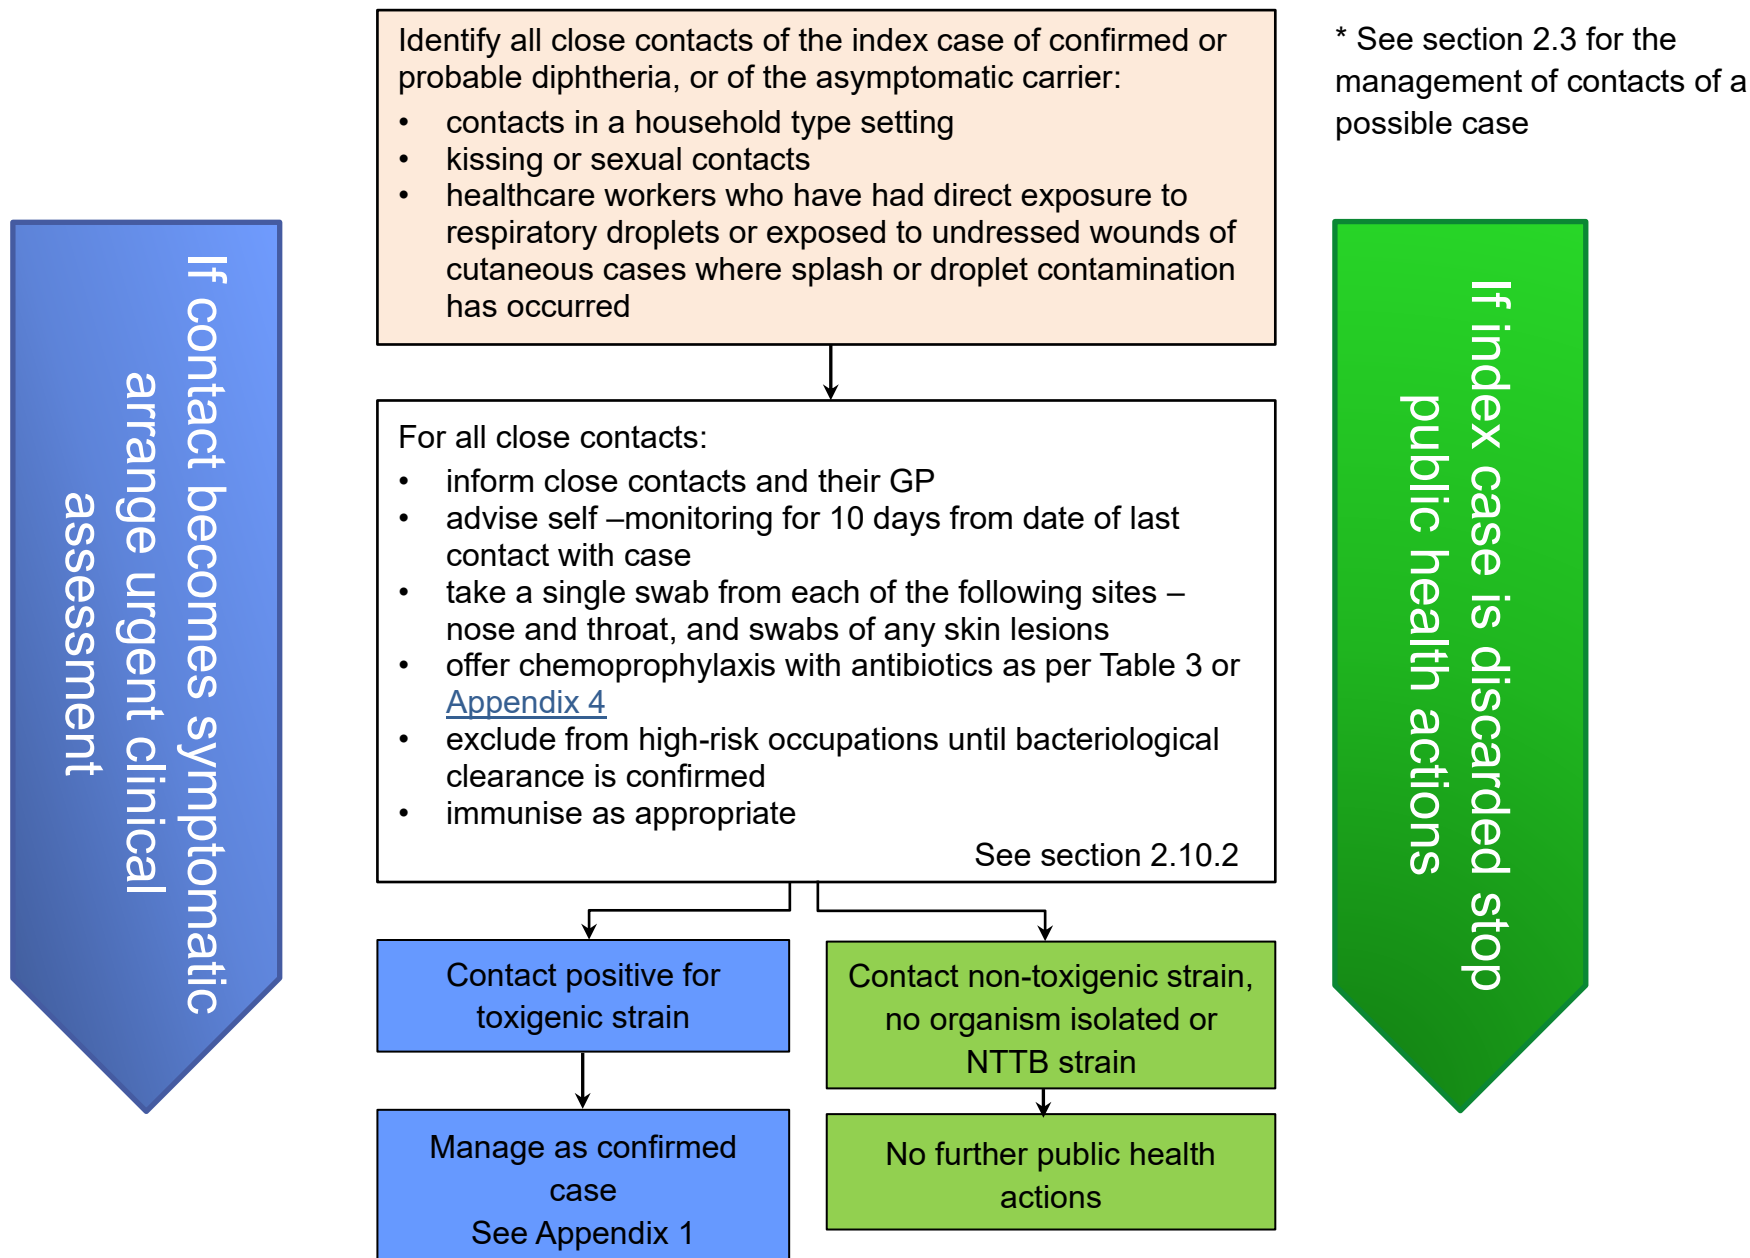 Identify all close contacts of the index case of confirmed or
probable diphtheria, or of the asymptomatic carrier:
• contacts in a household type setting
• kissing or sexual contacts
• healthcare workers who have had direct exposure to
respiratory droplets or exposed to undressed wounds of
cutaneous cases where splash or droplet contamination
has occurred
* See section 2.3 for the
management of contacts of a
possible case
If contact becomes symptomatic
arrange urgent clinical
assessment
For all close contacts:
• inform close contacts and their GP
• advise self –monitoring for 10 days from date of last
contact with case
• take a single swab from each of the following sites –
nose and throat, and swabs of any skin lesions
• offer chemoprophylaxis with antibiotics as per Table 3 or
Appendix 4
• exclude from high-risk occupations until bacteriological
clearance is confirmed
• immunise as appropriate
See section 2.10.2
If index case is discarded stop
public health actions
Contact positive for
toxigenic strain
Contact non-toxigenic strain,
no organism isolated or
NTTB strain
Manage as confirmed
case
See Appendix 1
No further public health
actions